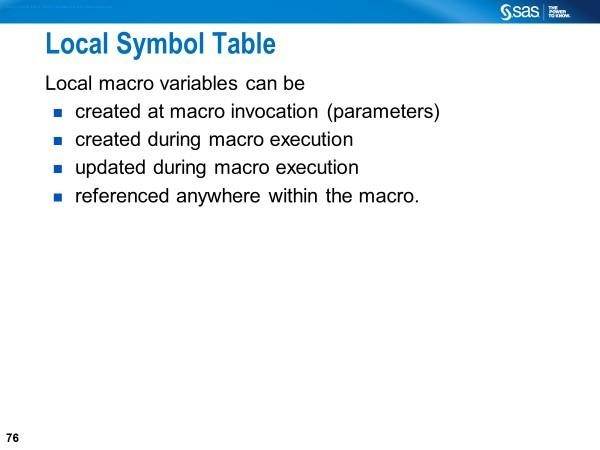 sas
THE
POWER
TO KNOW.
Local Symbol Table
Local macro variables can be
created at macro invocation (parameters)
created during macro execution
updated during macro execution
referenced anywhere within the macro.
76